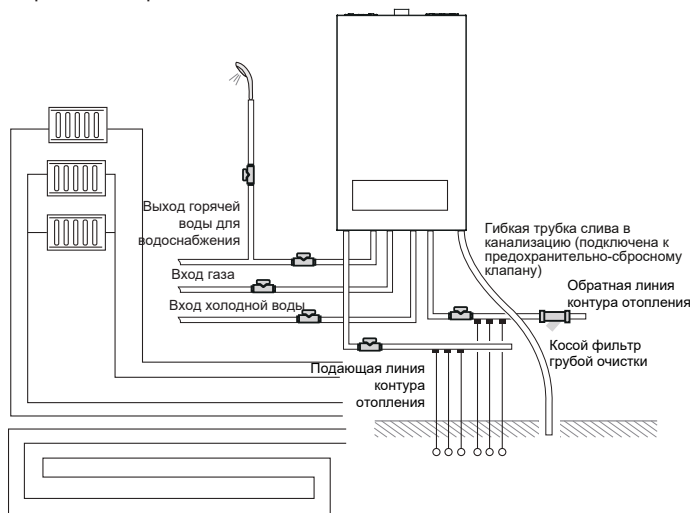 Выход горячей
воды для
водоснабжения
Вход газа
Вход холодной воды
Гибкая трубка слива в
канализацию (подключена к
предохранительно-сбросному
клапану)
Обратная линия
контура отопления
Косой фильтр
грубой очистки
Подающая линия
контура
отопления